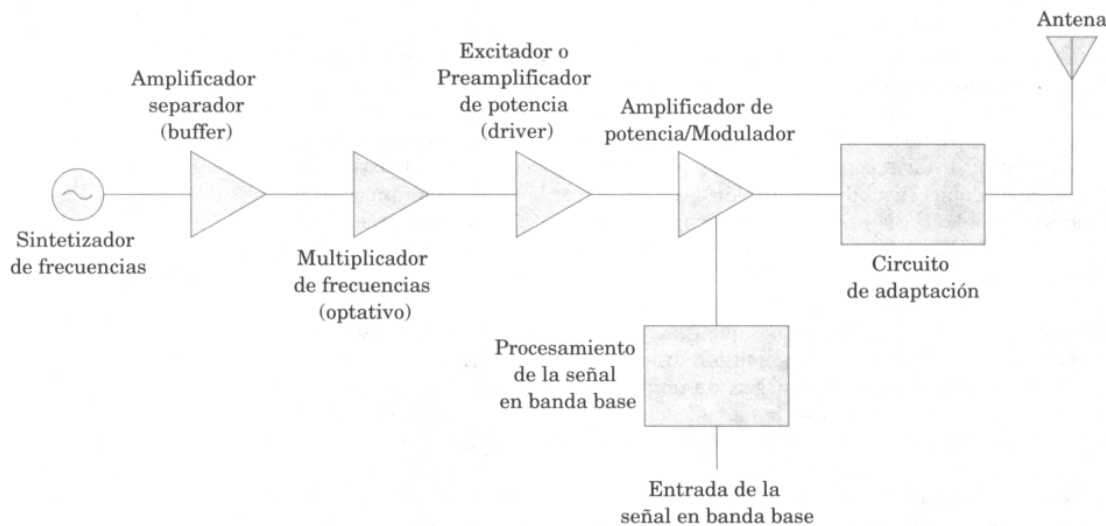 Antena
Excitador o
Preamplificador
de potencia
(driver)
Amplificador
separador
(buffer)
Amplificador de
potencia/Modulador
Sintetizador
de frecuencias
Multiplicador
de frecuencias
(optativo)
Circuito
de adaptación
Procesamiento
de la señal
en banda base
Entrada de la
señal en banda base